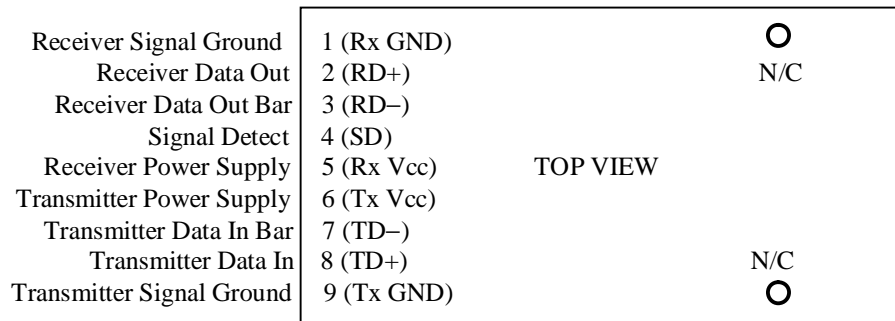 Receiver Signal Ground 1 (Rx GND)
Receiver Data Out 2 (RD+) N/C
Receiver Data Out Bar 3 (RD−)
Signal Detect 4 (SD)
Receiver Power Supply 5 (Rx Vcc) TOP VIEW
Transmitter Power Supply 6 (Tx Vcc)
Transmitter Data In Bar 7 (TD−)
Transmitter Data In 8 (TD+) N/C
Transmitter Signal Ground 9 (Tx GND)